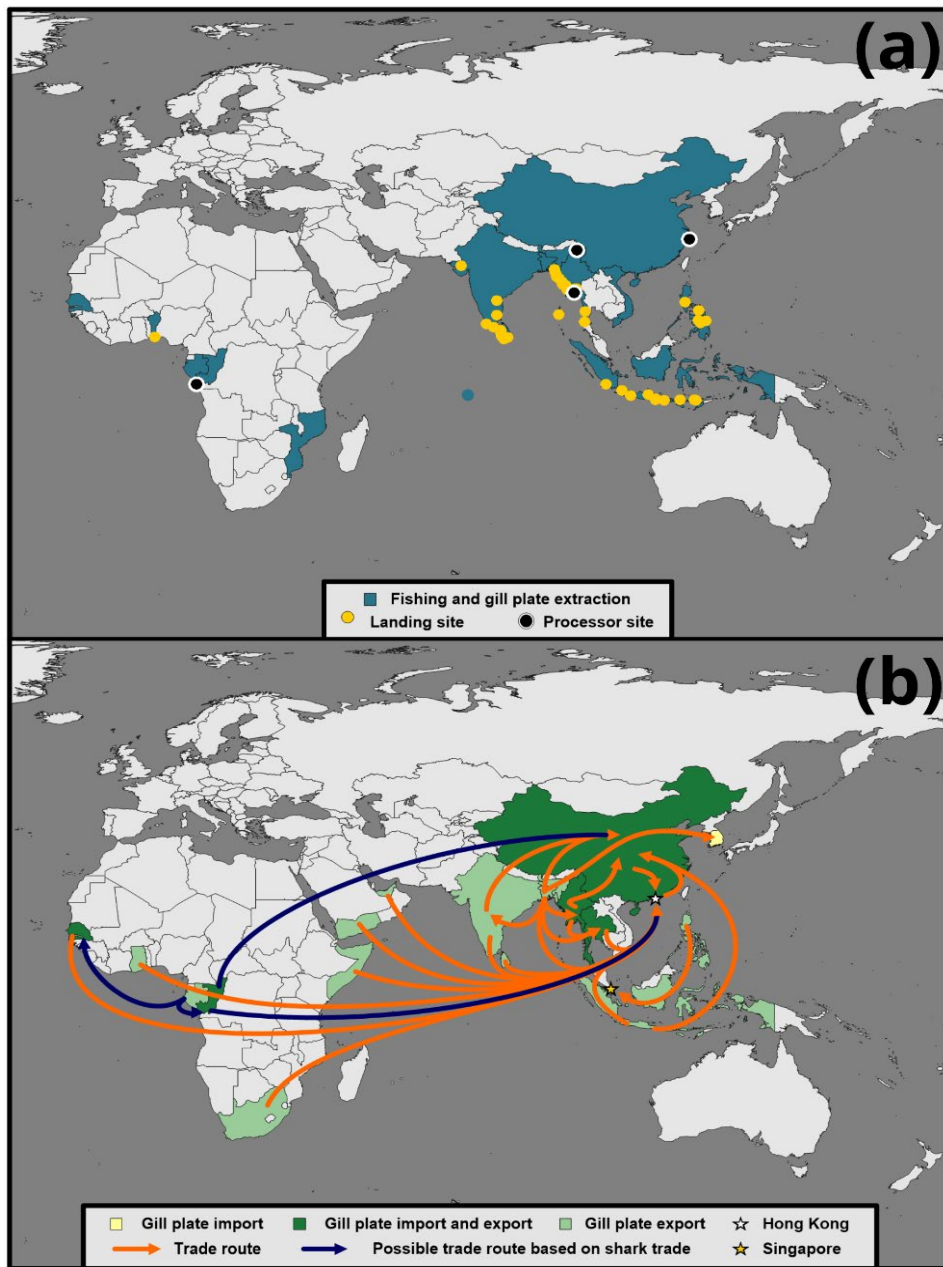 (a)
Fishing and gill plate extraction
Landing site Processor site
(b)
Gill plate import Gill plate import and export Gill plate export Hong Kong
Trade route Possible trade route based on shark trade Singapore